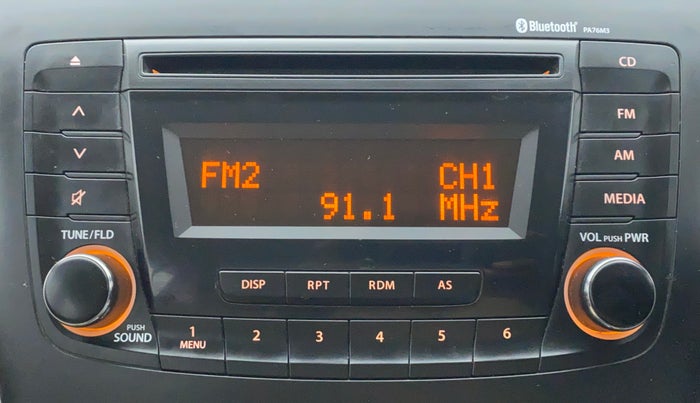 Bluetooth® PA76M3
CD
FM
AM
MEDIA
FM2 CH1
91.1 MHz
TUNE/FLD
VOL PUSH PWR
DISP RPT RDM AS
PUSH
SOUND
1 2 3 4 5 6
MENU